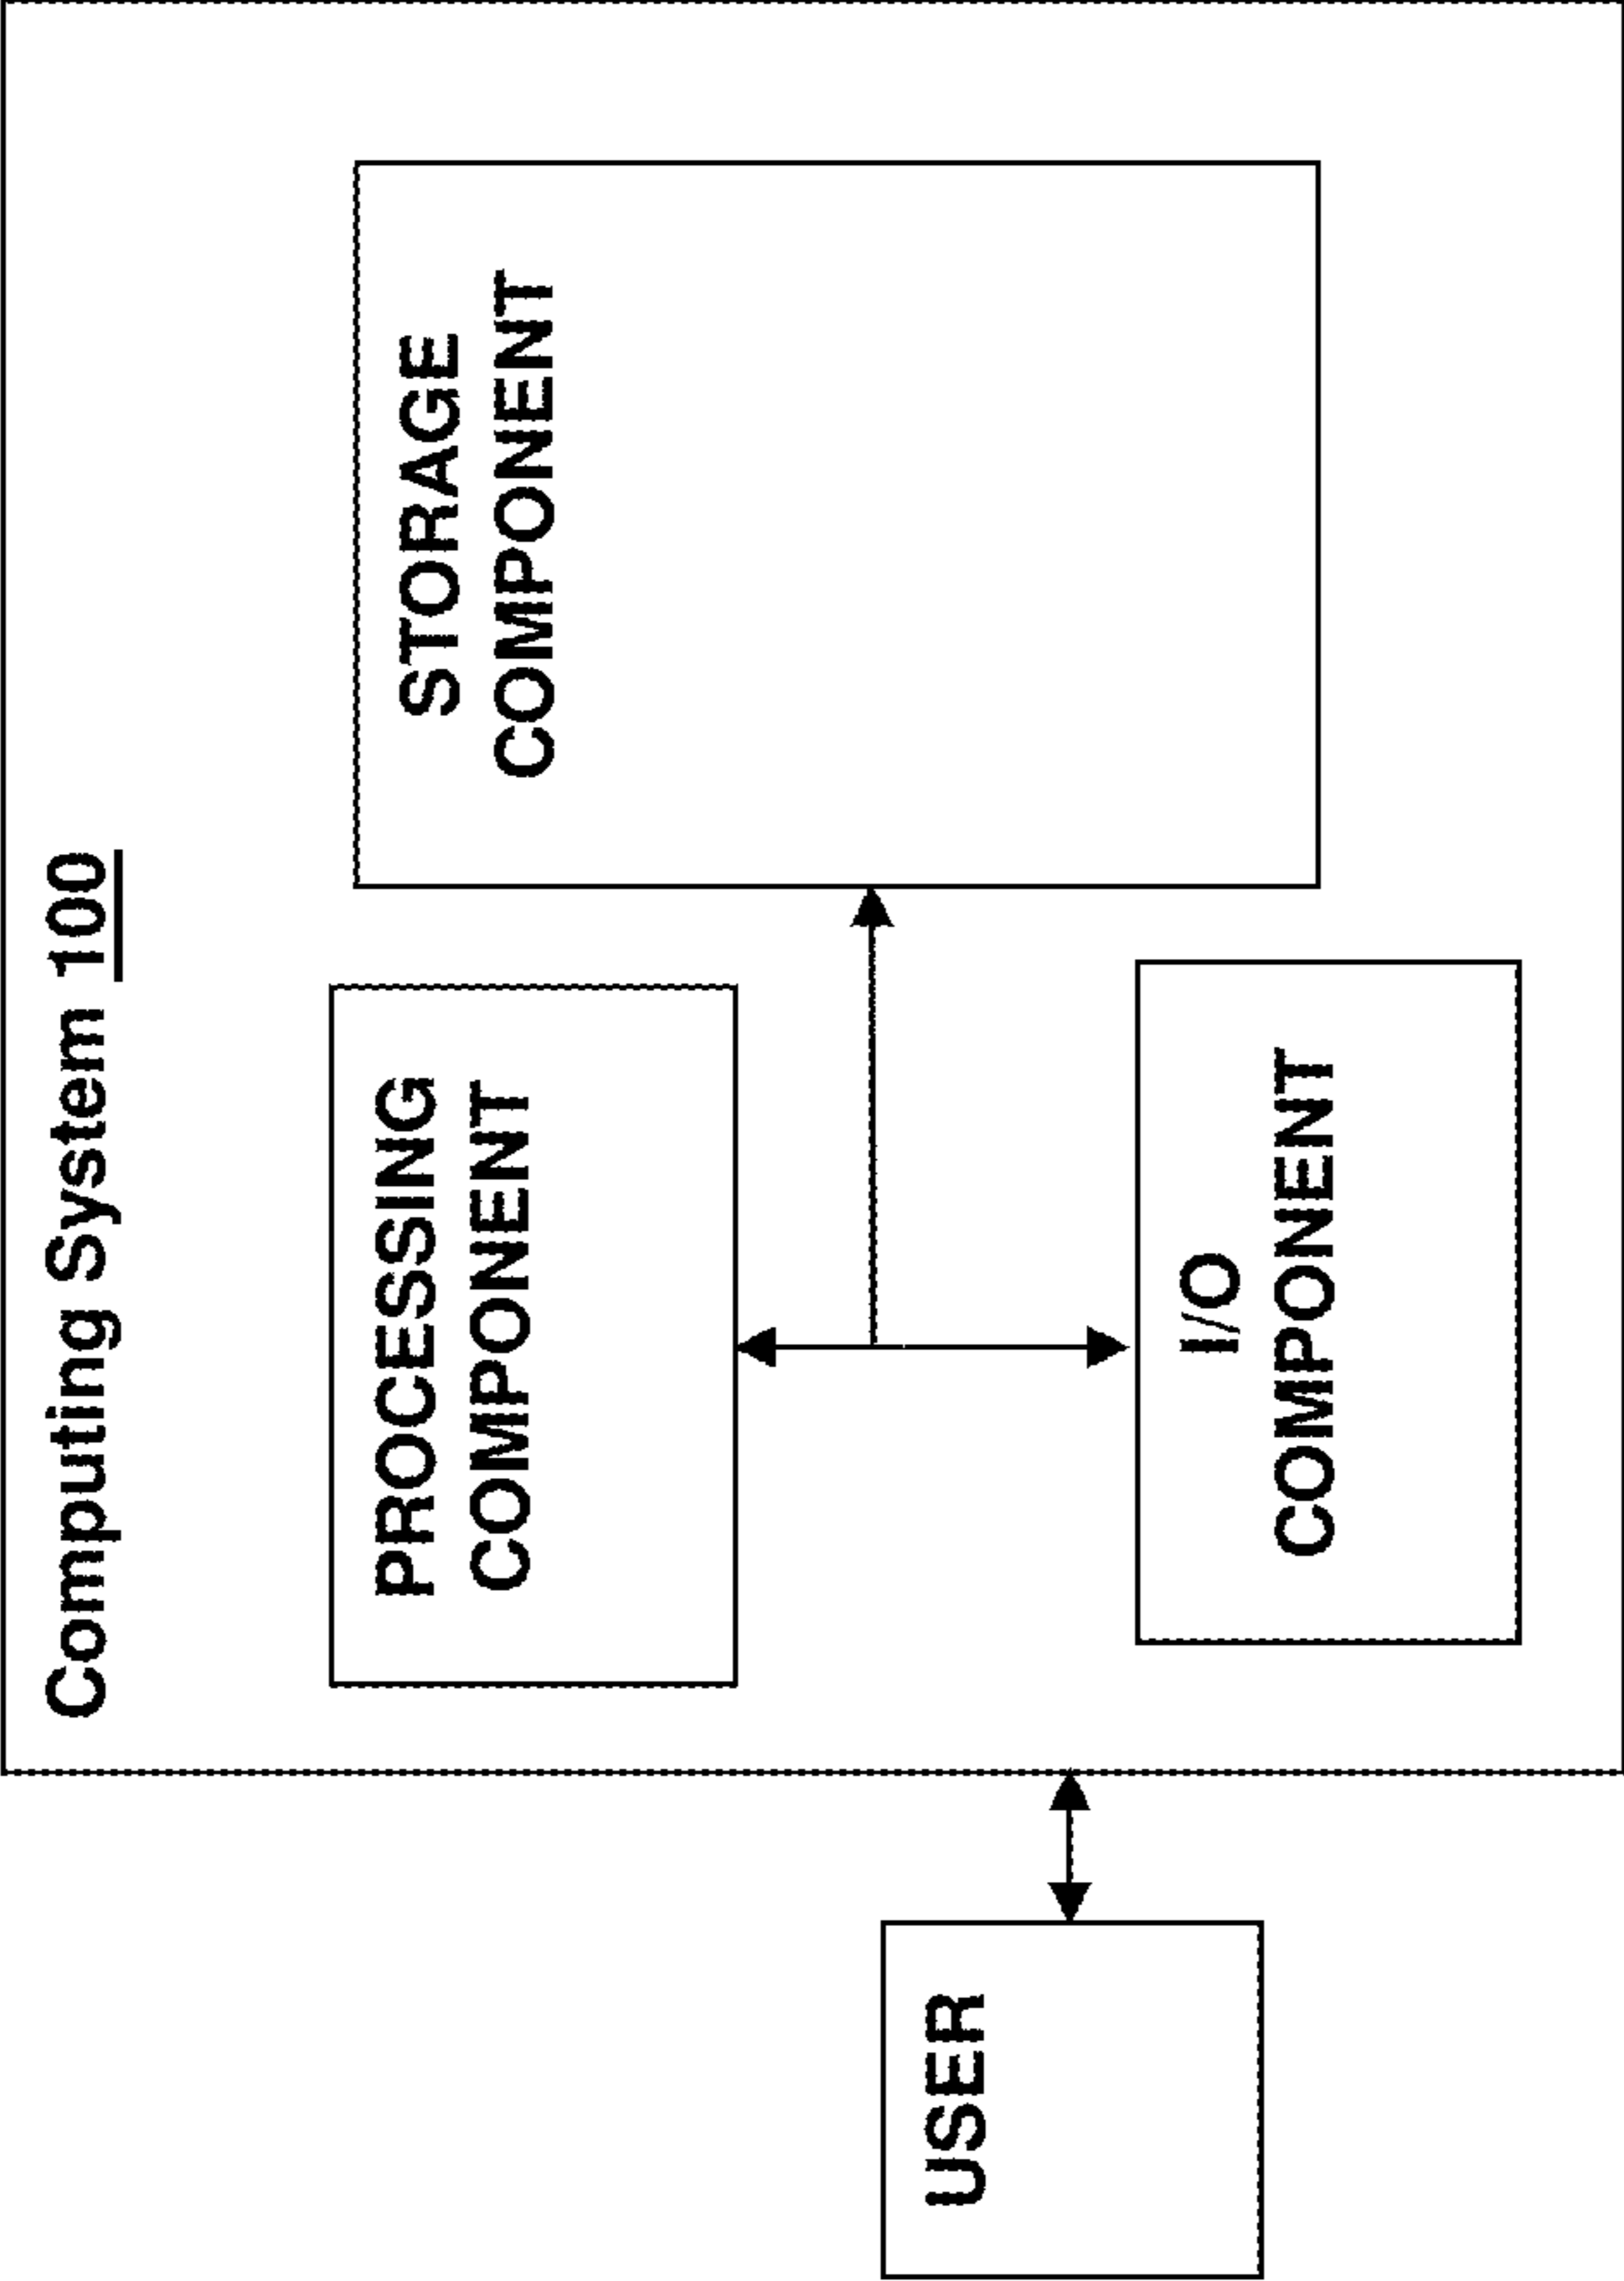 Computing System 100
PROCESSING
COMPONENT
STORAGE
COMPONENT
USER
I/O
COMPONENT